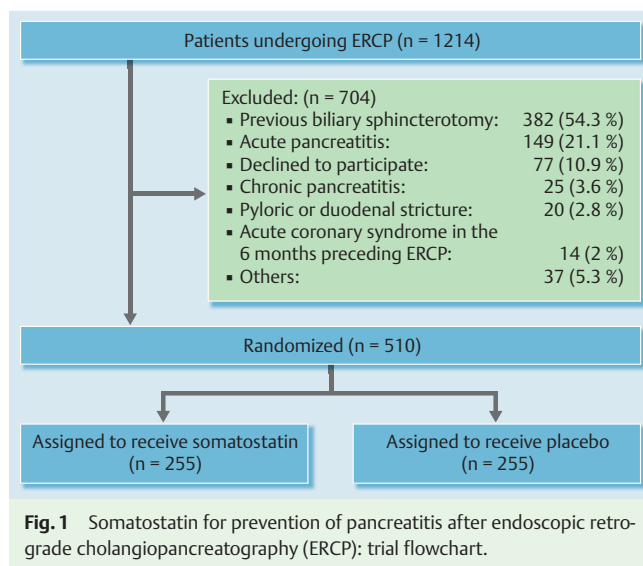 Patients undergoing ERCP (n = 1214)
Excluded: (n = 704)
▪ Previous biliary sphincterotomy: 382 (54.3 %)
▪ Acute pancreatitis: 149 (21.1 %)
▪ Declined to participate: 77 (10.9 %)
▪ Chronic pancreatitis: 25 (3.6 %)
▪ Pyloric or duodenal stricture: 20 (2.8 %)
▪ Acute coronary syndrome in the
6 months preceding ERCP: 14 (2 %)
▪ Others: 37 (5.3 %)
Randomized (n = 510)
Assigned to receive somatostatin
(n = 255)
Assigned to receive placebo
(n = 255)
Fig. 1 Somatostatin for prevention of pancreatitis after endoscopic retro-
grade cholangiopancreatography (ERCP): trial flowchart.